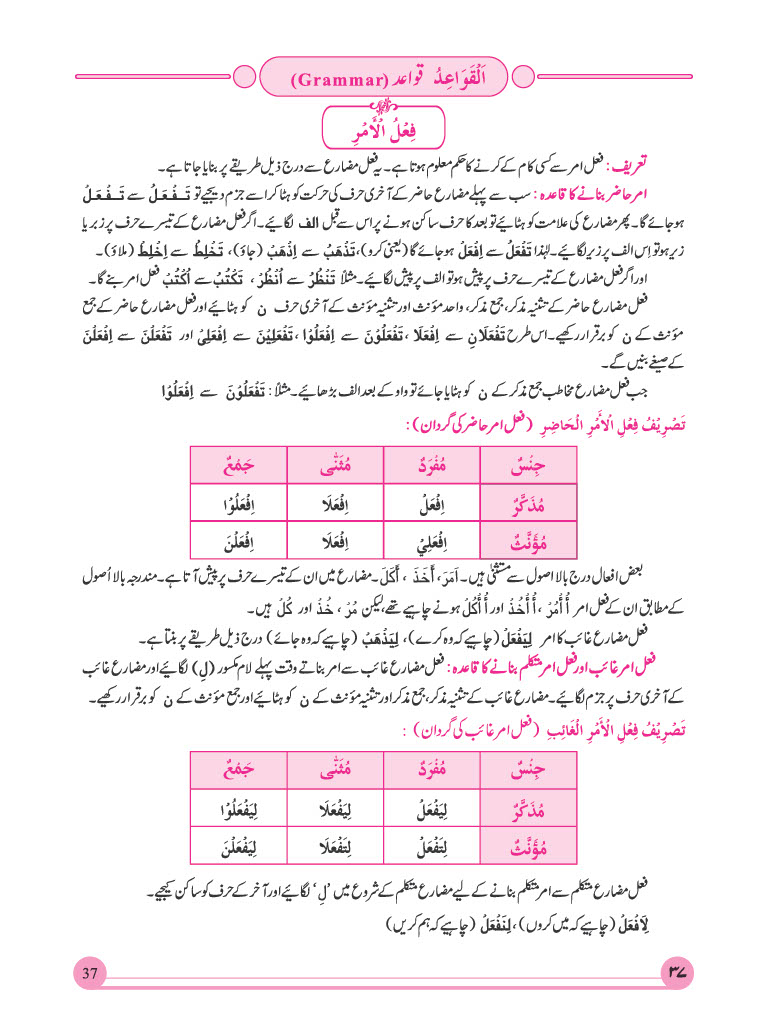 اَلْقَوَاعِدُ قواعد (Grammar)
فِعْلُ الْأَمْرِ
تعریف: فعل امر سے کسی کام کے کرنے کا حکم معلوم ہوتا ہے۔ یہ فعل مضارع سے درج ذیل طریقے پر بنایا جاتا ہے۔
امر حاضر بنانے کا قاعدہ: سب سے پہلے مضارع حاضر کے آخری حرف کی حرکت کو ہٹا کر اسے جزم دیجیے تو تَـفْـعَـلُ سے تَـفْـعَـلْ
ہو جائے گا۔ پھر مضارع کی علامت کو ہٹائیے تو بعد کا حرف ساکن ہونے پر اس سے قبل الف لگائیے۔ اگر فعل مضارع کے تیسرے حرف پر زبر یا
زیر ہو تو اِس الف پر زیر لگائیے۔ لہٰذا تَفْعَلُ سے اِفْعَلْ ہو جائے گا (یعنی کرو)، تَذْهَبُ سے اِذْهَبْ (جاؤ)، تَخْلِطُ سے اِخْلِطْ (ملاؤ)۔
اور اگر فعل مضارع کے تیسرے حرف پر پیش ہو تو الف پر پیش لگائیے۔ مثلاً تَنْظُرُ سے اُنْظُرْ ، تَكْتُبُ سے اُكْتُبْ فعل امر بنے گا۔
فعل مضارع حاضر کے تثنیہ مذکر، جمع مذکر، واحد مؤنث اور تثنیہ مؤنث کے آخری حرف ن کو ہٹائیے اور فعل مضارع حاضر کے جمع
مؤنث کے ن کو برقرار رکھیے۔ اس طرح تَفْعَلَانِ سے اِفْعَلَا ، تَفْعَلُوْنَ سے اِفْعَلُوْا ، تَفْعَلِيْنَ سے اِفْعَلِيْ اور تَفْعَلْنَ سے اِفْعَلْنَ
کے صیغے بنیں گے۔
جب فعل مضارع مخاطب جمع مذکر کے ن کو ہٹایا جائے تو واو کے بعد الف بڑھائیے۔ مثلاً: تَفْعَلُوْنَ سے اِفْعَلُوْا
تَصْرِيْفُ فِعْلِ الْأَمْرِ الْحَاضِرِ (فعل امر حاضر کی گردان):
جِنْسٌ مُفْرَدٌ مُثَنّٰى جَمْعٌ
مُذَكَّرٌ اِفْعَلْ اِفْعَلَا اِفْعَلُوْا
مُؤَنَّثٌ اِفْعَلِيْ اِفْعَلَا اِفْعَلْنَ
بعض افعال درج بالا اصول سے مستثنیٰ ہیں۔ اَمَرَ، أَخَذَ ، أَكَلَ۔ مضارع میں ان کے تیسرے حرف پر پیش آتا ہے۔ مندرجہ بالا اُصول
کے مطابق ان کے فعل امر أُأْمُرْ ، أُأْخُذْ اور أُأْكُلْ ہونے چاہیے تھے، لیکن مُرْ ، خُذْ اور كُلْ ہیں۔
فعل مضارع غائب کا امر لِيَفْعَلْ (چاہیے کہ وہ کرے)، لِيَذْهَبْ (چاہیے کہ وہ جائے) درج ذیل طریقے پر بنتا ہے۔
فعل امر غائب اور فعل امر متکلم بنانے کا قاعدہ: فعل مضارع غائب سے امر بناتے وقت پہلے لام مکسور (لِ) لگائیے اور مضارع غائب
کے آخری حرف پر جزم لگائیے۔ مضارع غائب کے تثنیہ مذکر، جمع مذکر اور تثنیہ مؤنث کے ن کو ہٹائیے اور جمع مؤنث کے ن کو برقرار رکھیے۔
تَصْرِيْفُ فِعْلِ الْأَمْرِ الْغَائِبِ (فعل امر غائب کی گردان) :
جِنْسٌ مُفْرَدٌ مُثَنّٰى جَمْعٌ
مُذَكَّرٌ لِيَفْعَلْ لِيَفْعَلَا لِيَفْعَلُوْا
مُؤَنَّثٌ لِتَفْعَلْ لِتَفْعَلَا لِيَفْعَلْنَ
فعل مضارع متکلم سے امر متکلم بنانے کے لیے مضارع متکلم کے شروع میں ’لِ‘ لگائیے اور آخر کے حرف کو ساکن کیجیے۔
لِأَفْعَلْ (چاہیے کہ میں کروں)، لِنَفْعَلْ (چاہیے کہ ہم کریں)
37 ۳۷